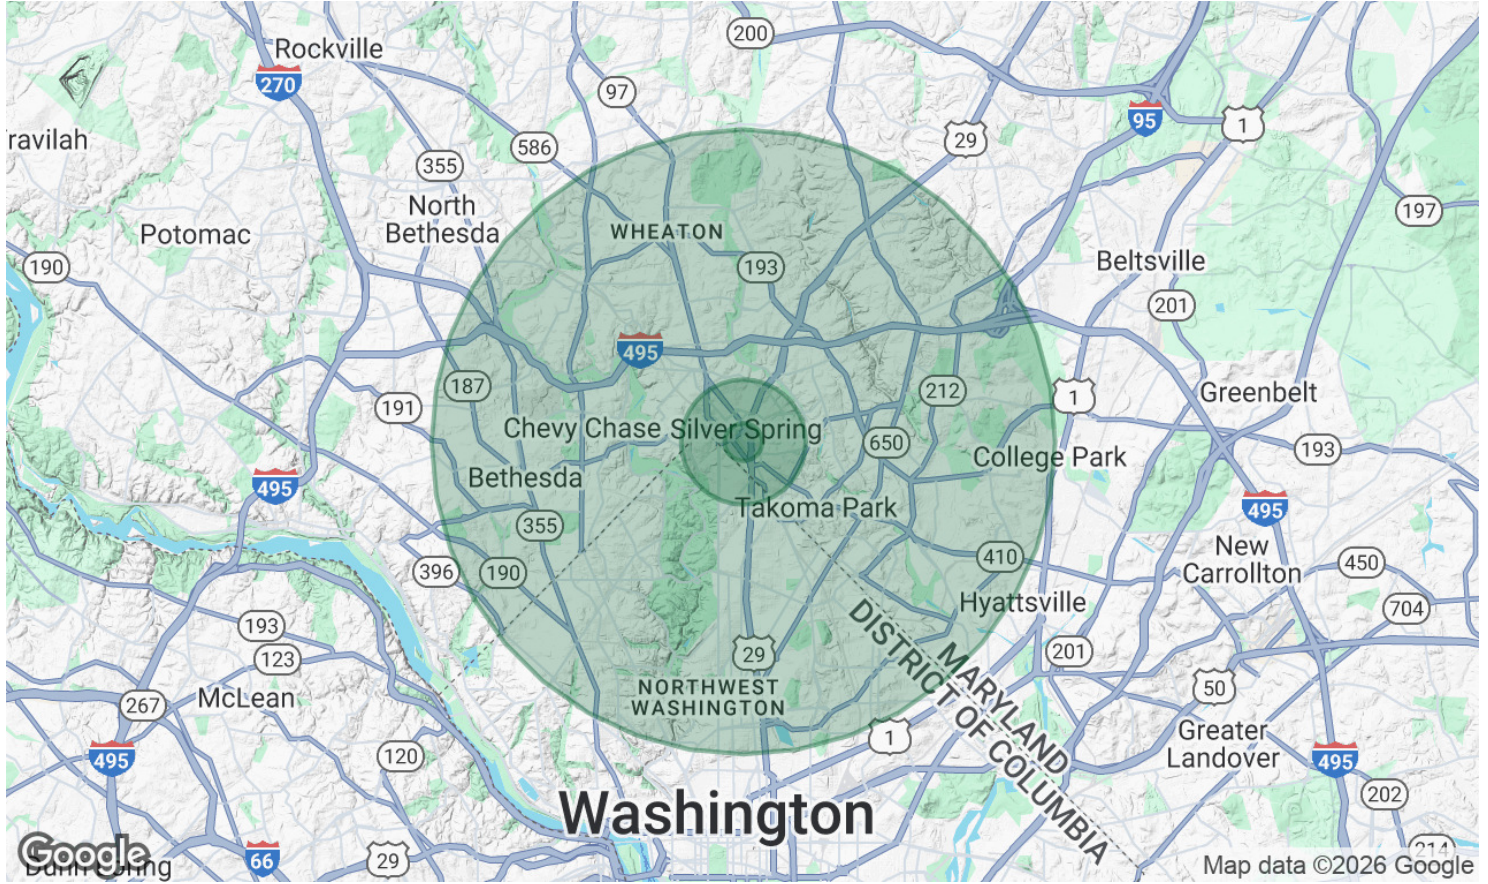 200
Rockville
270
97
95
1
ravilah
29
586
355
North
Bethesda
197
WHEATON
Potomac
190
193
Beltsville
201
495
187
212
Greenbelt
191
1
Chevy Chase
Silver Spring
650
193
College Park
Bethesda
495
Takoma Park
495
355
410
New
Carrollton
450
396
190
Hyattsville
704
193
DISTRICT OF COLUMBIA
MARYLAND
29
201
123
50
NORTHWEST
WASHINGTON
McLean
267
1
Greater
Landover
120
495
495
202
Washington
Google
Dunn Loring
66
29
214
Map data ©2026 Google